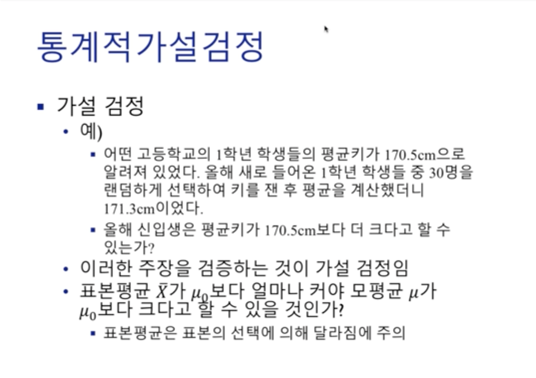 통계적가설검정
▪ 가설 검정
• 예)
▪ 어떤 고등학교의 1학년 학생들의 평균키가 170.5cm으로
알려져 있었다. 올해 새로 들어온 1학년 학생들 중 30명을
랜덤하게 선택하여 키를 잰 후 평균을 계산했더니
171.3cm이었다.
▪ 올해 신입생은 평균키가 170.5cm보다 더 크다고 할 수
있는가?
• 이러한 주장을 검증하는 것이 가설 검정임
• 표본평균 X̄가 μ₀보다 얼마나 커야 모평균 μ가
μ₀보다 크다고 할 수 있을 것인가?
▪ 표본평균은 표본의 선택에 의해 달라짐에 주의